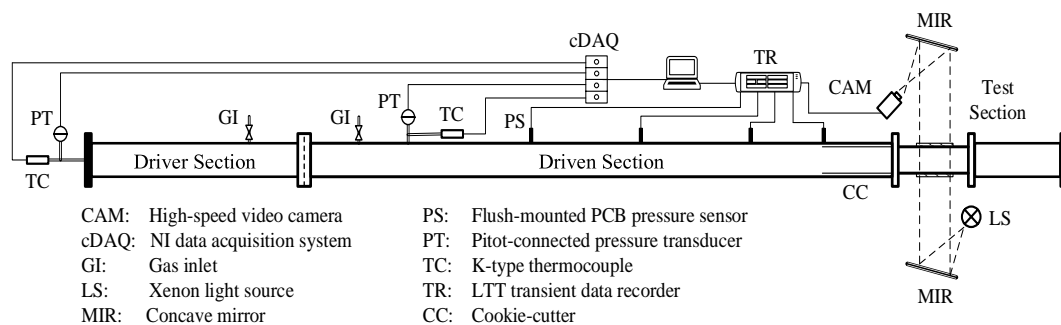 MIR
cDAQ
TR
CAM
Test
Section
PT
GI
GI
PT
TC
PS
Driver Section
Driven Section
TC
CC
LS
MIR
CAM: High-speed video camera
cDAQ: NI data acquisition system
GI: Gas inlet
LS: Xenon light source
MIR: Concave mirror
PS: Flush-mounted PCB pressure sensor
PT: Pitot-connected pressure transducer
TC: K-type thermocouple
TR: LTT transient data recorder
CC: Cookie-cutter